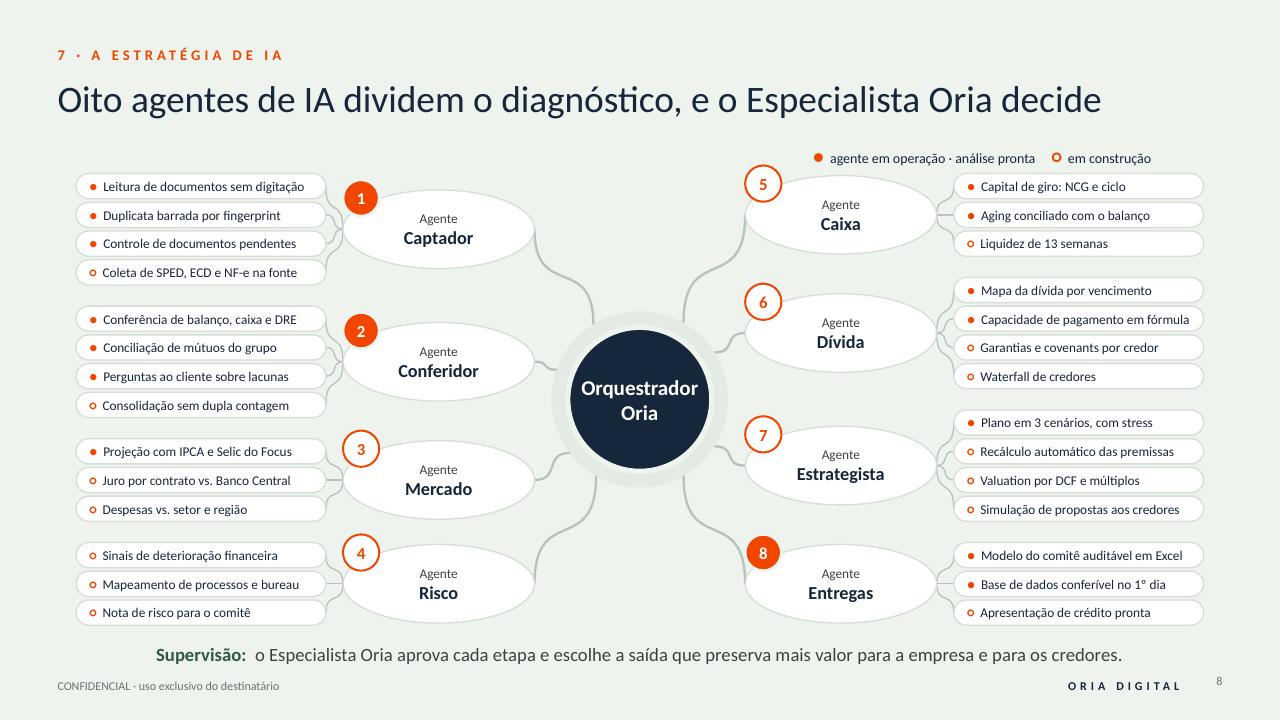 7 · A ESTRATÉGIA DE IA
Oito agentes de IA dividem o diagnóstico, e o Especialista Oria decide
agente em operação · análise pronta
em construção
1
Agente
Captador
Leitura de documentos sem digitação
Duplicata barrada por fingerprint
Controle de documentos pendentes
Coleta de SPED, ECD e NF-e na fonte
2
Agente
Conferidor
Conferência de balanço, caixa e DRE
Conciliação de mútuos do grupo
Perguntas ao cliente sobre lacunas
Consolidação sem dupla contagem
3
Agente
Mercado
Projeção com IPCA e Selic do Focus
Juro por contrato vs. Banco Central
Despesas vs. setor e região
4
Agente
Risco
Sinais de deterioração financeira
Mapeamento de processos e bureau
Nota de risco para o comitê
Orquestrador
Oria
5
Agente
Caixa
Capital de giro: NCG e ciclo
Aging conciliado com o balanço
Liquidez de 13 semanas
6
Agente
Dívida
Mapa da dívida por vencimento
Capacidade de pagamento em fórmula
Garantias e covenants por credor
Waterfall de credores
7
Agente
Estrategista
Plano em 3 cenários, com stress
Recálculo automático das premissas
Valuation por DCF e múltiplos
Simulação de propostas aos credores
8
Agente
Entregas
Modelo do comitê auditável em Excel
Base de dados conferível no 1º dia
Apresentação de crédito pronta
Supervisão: o Especialista Oria aprova cada etapa e escolhe a saída que preserva mais valor para a empresa e para os credores.
CONFIDENCIAL · uso exclusivo do destinatário
ORIA DIGITAL
8